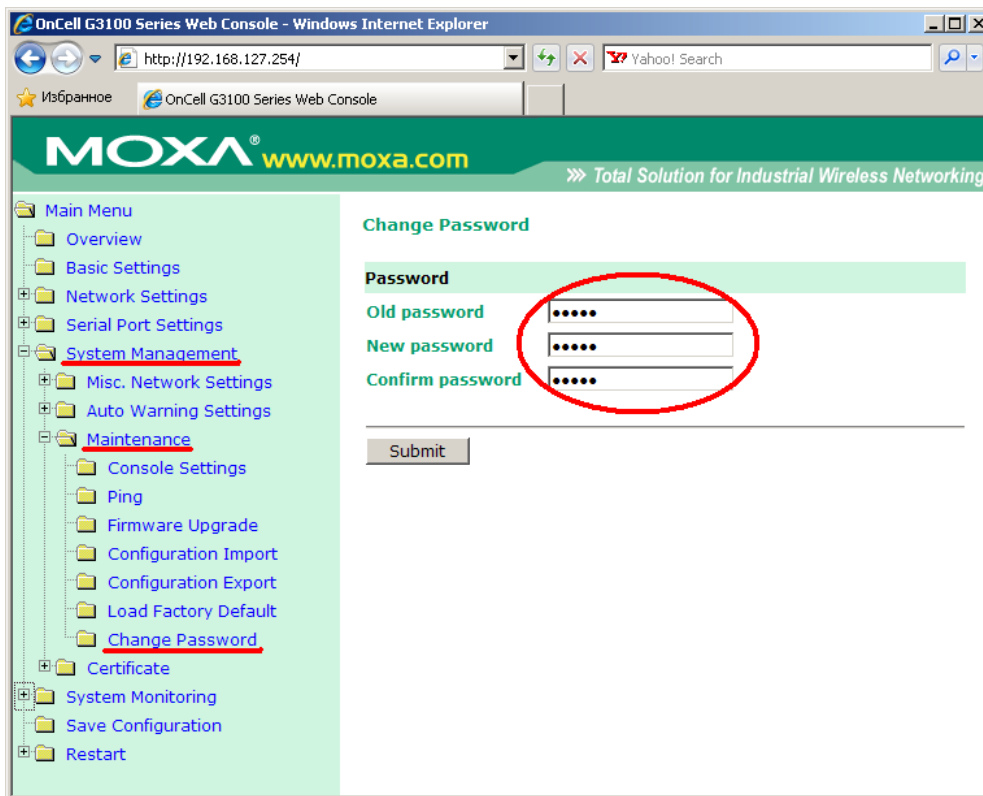 OnCell G3100 Series Web Console - Windows Internet Explorer
http://192.168.127.254/
Yahoo! Search
Избранное
OnCell G3100 Series Web Console
MOXA® www.moxa.com
>>> Total Solution for Industrial Wireless Networking
Main Menu
Overview
Basic Settings
Network Settings
Serial Port Settings
System Management
Misc. Network Settings
Auto Warning Settings
Maintenance
Console Settings
Ping
Firmware Upgrade
Configuration Import
Configuration Export
Load Factory Default
Change Password
Certificate
System Monitoring
Save Configuration
Restart
Change Password
Password
Old password •••••
New password •••••
Confirm password •••••
Submit